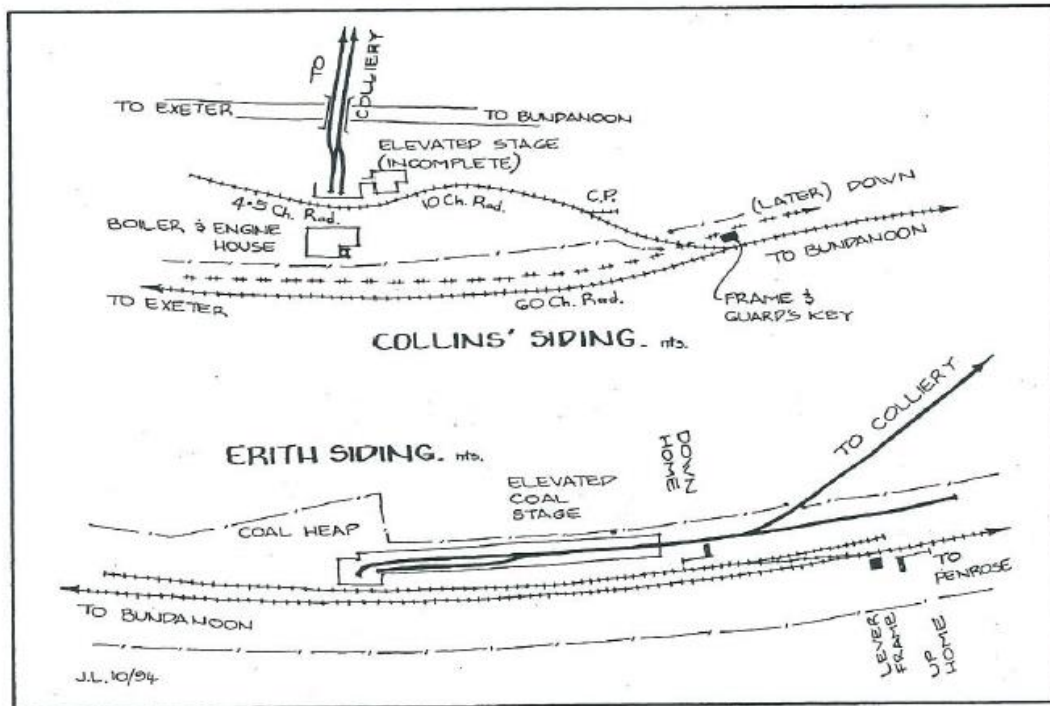 TO
COLLIERY
TO EXETER
TO BUNDANOON
ELEVATED STAGE
(INCOMPLETE)
C.P.
(LATER) DOWN
4.5 Ch. Rad.
10 Ch. Rad.
BOILER & ENGINE
HOUSE
TO BUNDANOON
TO EXETER
60 Ch. Rad.
FRAME &
GUARD'S KEY
COLLINS' SIDING. nts.
TO COLLIERY
ERITH SIDING. nts.
DOWN
HOME
ELEVATED
COAL
STAGE
COAL HEAP
TO
PENROSE
TO BUNDANOON
LEVER
FRAME
UP
HOME
J.L. 10/94